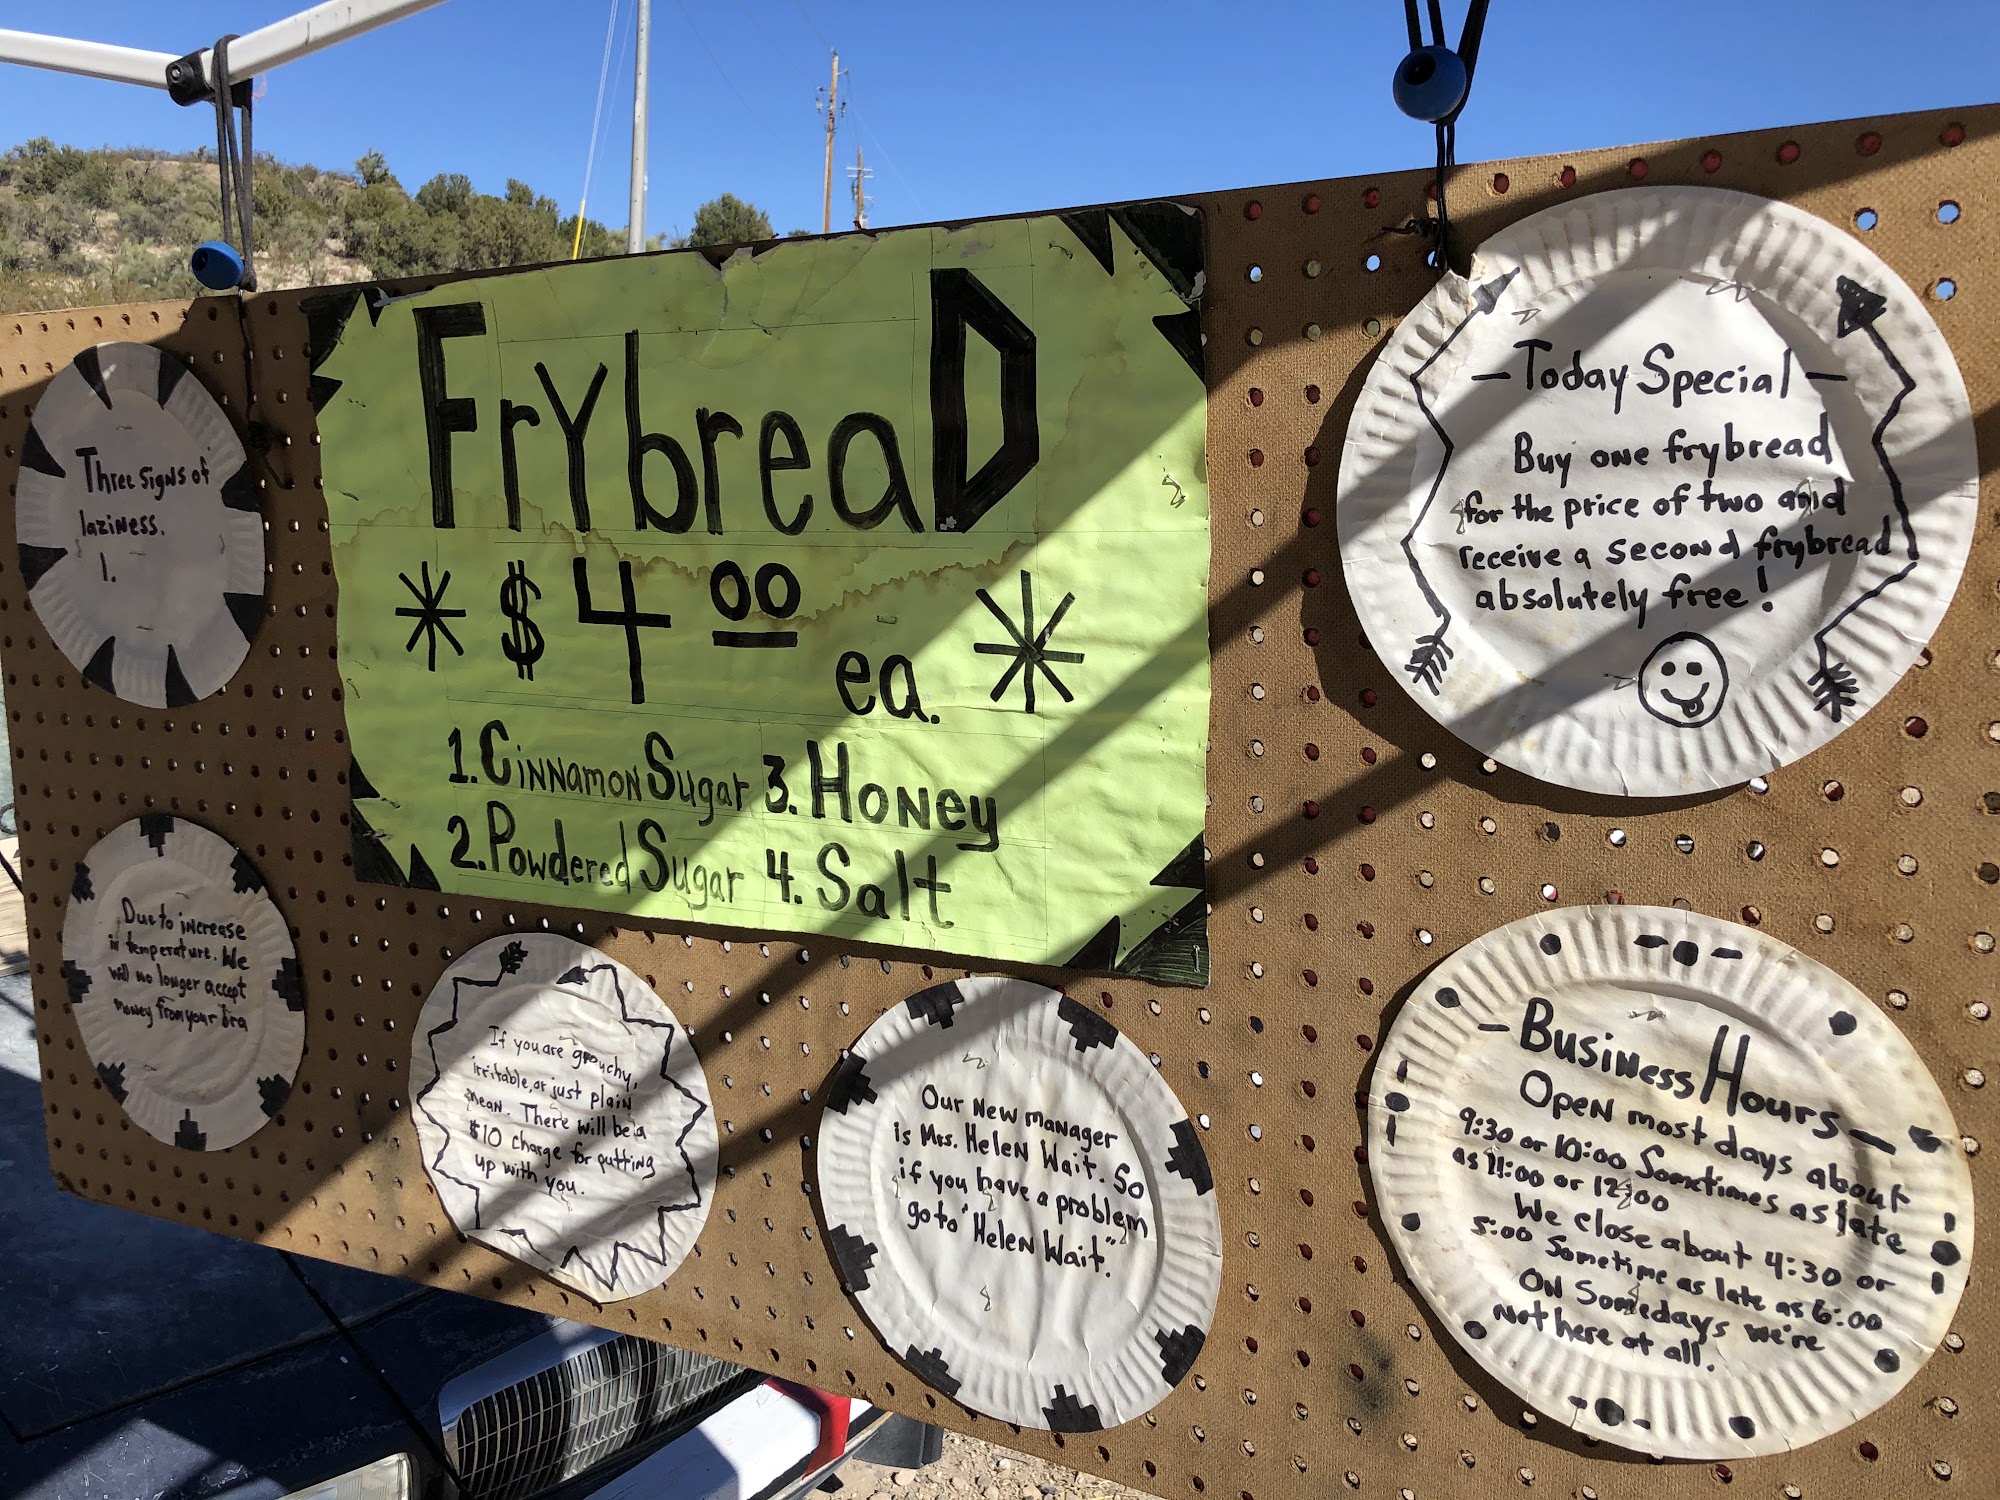 Three signs of
laziness.
1.
FrybreaD
* $4.00 ea. *
1. Cinnamon Sugar 3. Honey
2. Powdered Sugar 4. Salt
- Today Special -
Buy one frybread
for the price of two and
receive a second frybread
absolutely free!
Due to increase
in temperature. We
will no longer accept
money from your bra
If you are grouchy,
irritable, or just plain
mean. There will be a
$10 charge for putting
up with you.
Our new manager
is Mrs. Helen Wait. So
if you have a problem
go to "Helen Wait".
- Business Hours -
Open most days about
9:30 or 10:00 Sometimes as late
as 11:00 or 12:00
We close about 4:30 or
5:00 Sometime as late as 6:00
On Somedays we're
not here at all.